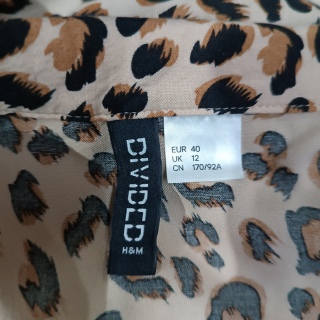 DIVIDED
H&M
EUR 40
UK 12
CN 170/92A